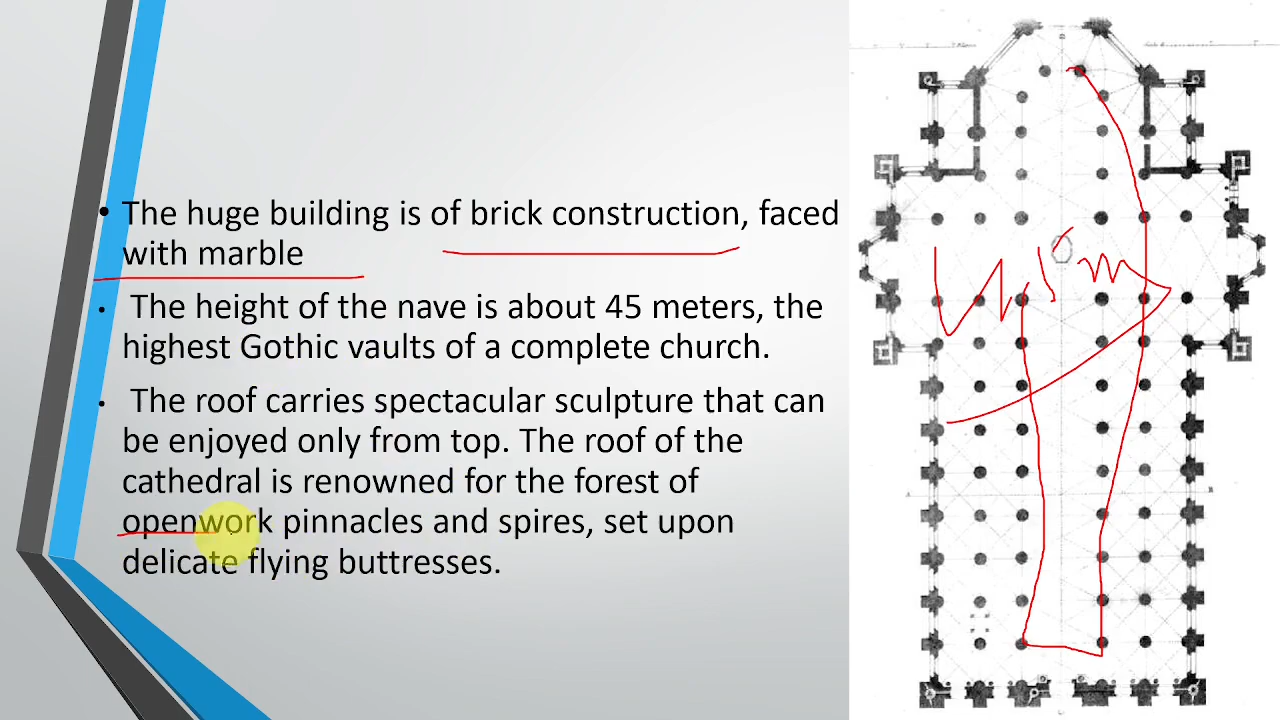 • The huge building is of brick construction, faced
with marble
• The height of the nave is about 45 meters, the
highest Gothic vaults of a complete church.
• The roof carries spectacular sculpture that can
be enjoyed only from top. The roof of the
cathedral is renowned for the forest of
openwork pinnacles and spires, set upon
delicate flying buttresses.